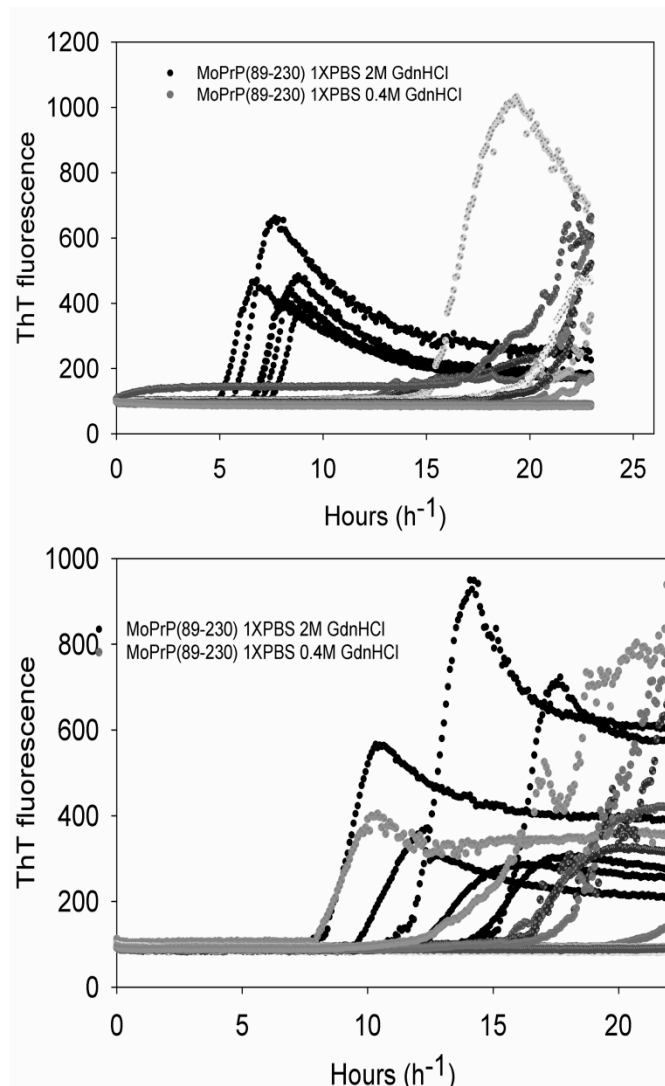 1200
1000
800
600
400
200
0
ThT fluorescence
MoPrP(89-230) 1XPBS 2M GdnHCl
MoPrP(89-230) 1XPBS 0.4M GdnHCl
0 5 10 15 20 25
Hours (h-1)
1000
800
600
400
200
0
ThT fluorescence
MoPrP(89-230) 1XPBS 2M GdnHCl
MoPrP(89-230) 1XPBS 0.4M GdnHCl
0 5 10 15 20
Hours (h-1)